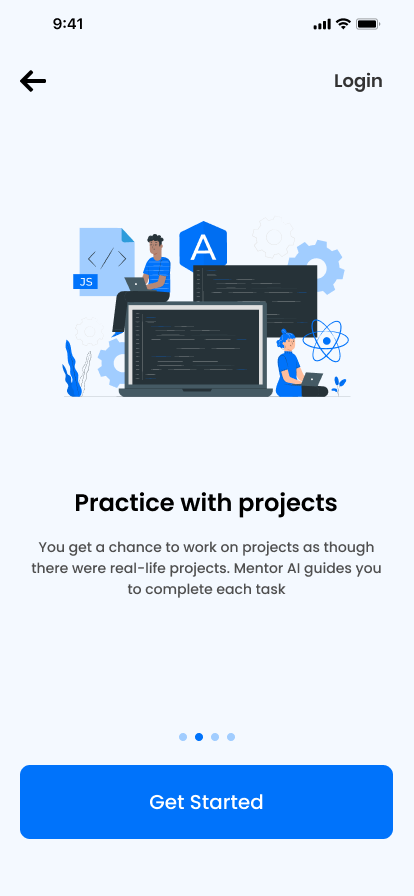 9:41
Login
A
</>
JS
Practice with projects
You get a chance to work on projects as though
there were real-life projects. Mentor AI guides you
to complete each task
Get Started